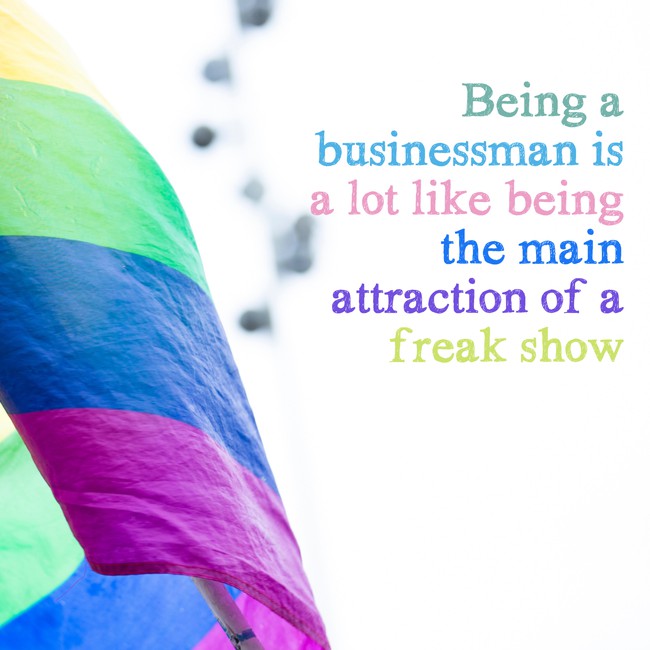 Being a
businessman is
a lot like being
the main
attraction of a
freak show